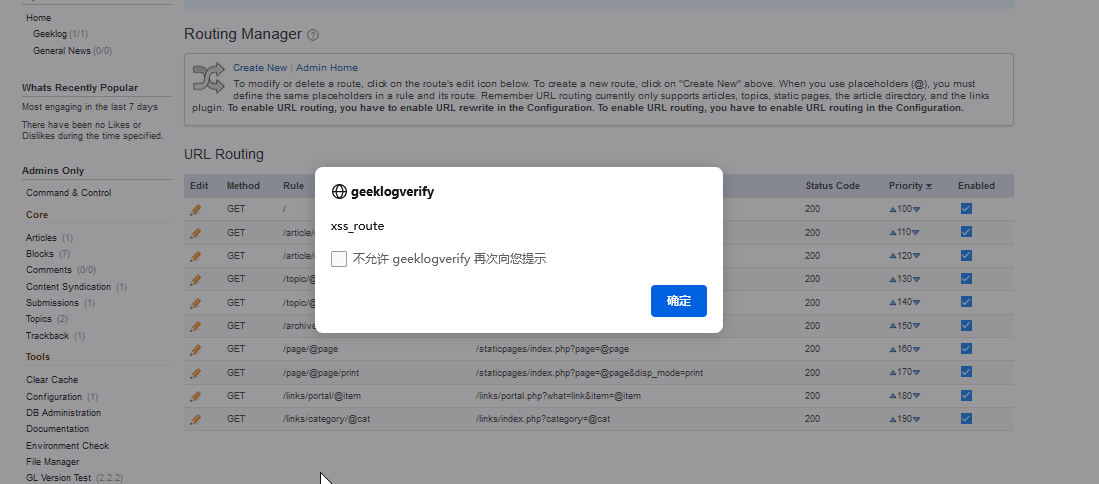 Home
Geeklog (1/1)
General News (0/0)
Whats Recently Popular
Most engaging in the last 7 days
There have been no Likes or
Dislikes during the time specified.
Admins Only
Command & Control
Core
Articles (1)
Blocks (7)
Comments (0/0)
Content Syndication (1)
Submissions (1)
Topics (2)
Trackback (1)
Tools
Clear Cache
Configuration (1)
DB Administration
Documentation
Environment Check
File Manager
GL Version Test (2.2.2)
Routing Manager ?
Create New | Admin Home
To modify or delete a route, click on the route's edit icon below. To create a new route, click on "Create New" above. When you use placeholders (@), you must
define the same placeholders in a rule and its route. Remember URL routing currently only supports articles, topics, static pages, the article directory, and the links
plugin. To enable URL routing, you have to enable URL rewrite in the Configuration. To enable URL routing, you have to enable URL routing in the Configuration.
URL Routing
Edit Method Rule Status Code Priority Enabled
GET / 200 100
GET /article/ 200 110
GET /article/ 200 120
GET /topic/ 200 130
GET /topic/ 200 140
GET /archiv 200 150
GET /page/@page /staticpages/index.php?page=@page 200 160
GET /page/@page/print /staticpages/index.php?page=@page&disp_mode=print 200 170
GET /links/portal/@item /links/portal.php?what=link&item=@item 200 180
GET /links/category/@cat /links/index.php?category=@cat 200 190
geeklogverify
xss_route
不允许 geeklogverify 再次向您提示
确定